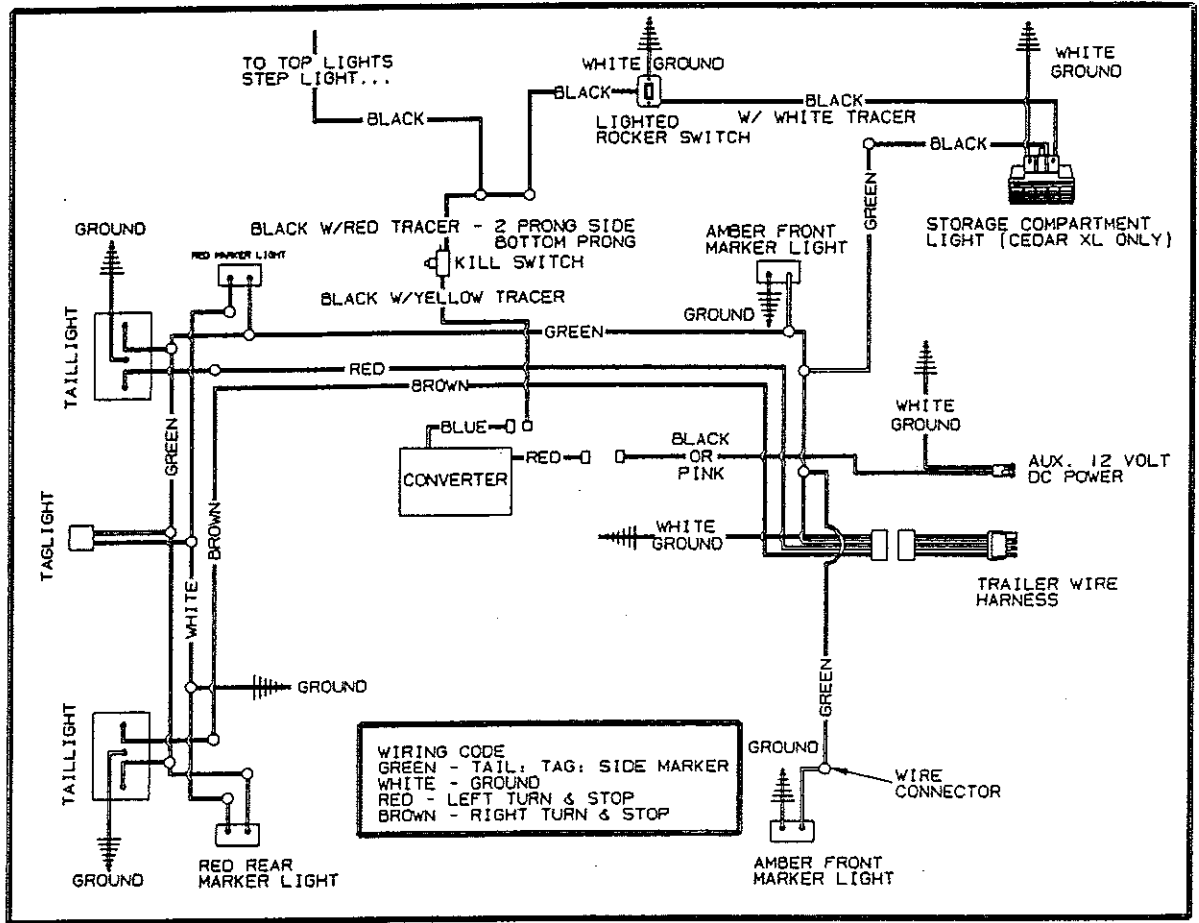 TO TOP LIGHTS
STEP LIGHT...
BLACK
WHITE GROUND
BLACK
LIGHTED
ROCKER SWITCH
BLACK
W/ WHITE TRACER
WHITE
GROUND
BLACK
GREEN
STORAGE COMPARTMENT
LIGHT (CEDAR XL ONLY)
GROUND
BLACK W/RED TRACER - 2 PRONG SIDE
BOTTOM PRONG
RED MARKER LIGHT
KILL SWITCH
AMBER FRONT
MARKER LIGHT
BLACK W/YELLOW TRACER
GROUND
TAILLIGHT
GREEN
RED
BROWN
WHITE
GROUND
GREEN
BLUE
CONVERTER
RED
BLACK
OR
PINK
AUX. 12 VOLT
DC POWER
TAGLIGHT
BROWN
WHITE
GROUND
TRAILER WIRE
HARNESS
WHITE
GROUND
GREEN
TAILLIGHT
WIRING CODE
GREEN - TAIL; TAG; SIDE MARKER
WHITE - GROUND
RED - LEFT TURN & STOP
BROWN - RIGHT TURN & STOP
GROUND
WIRE
CONNECTOR
GROUND
RED REAR
MARKER LIGHT
AMBER FRONT
MARKER LIGHT